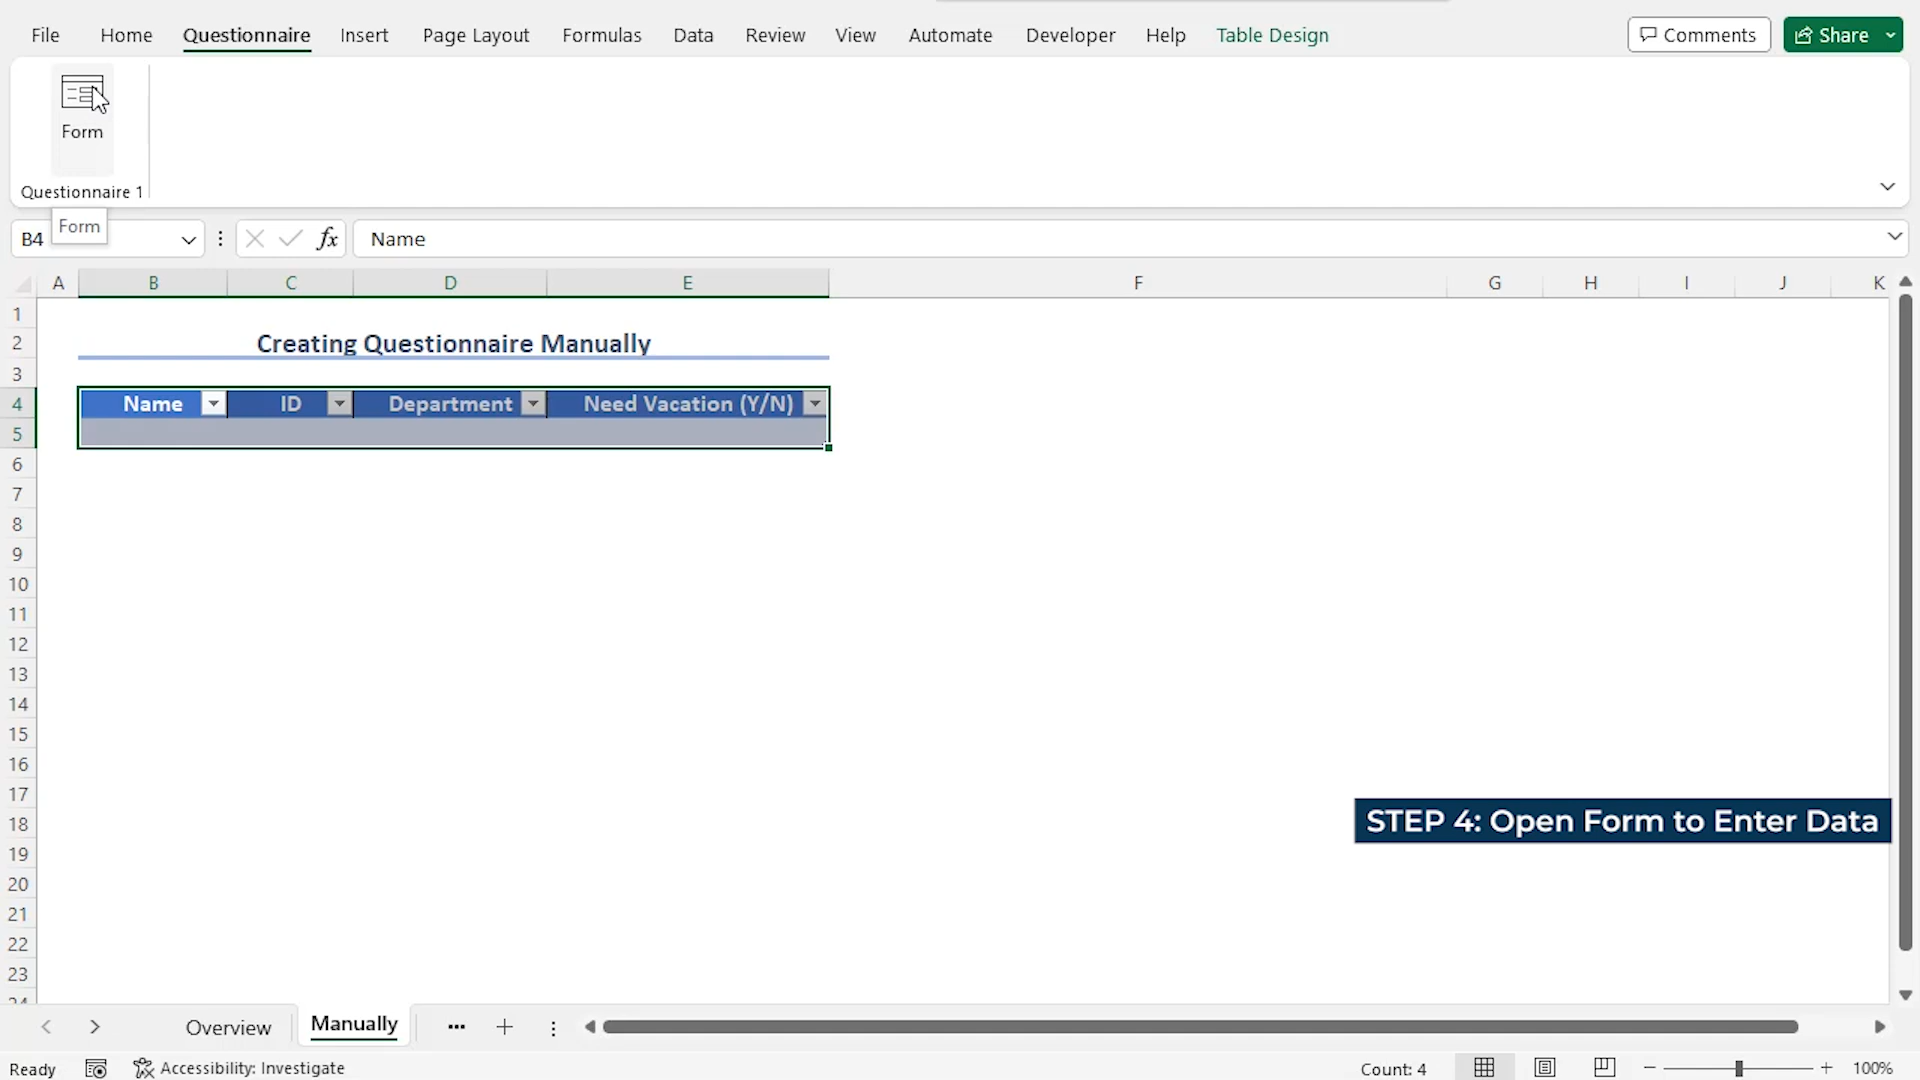 File Home Questionnaire Insert Page Layout Formulas Data Review View Automate Developer Help Table Design Comments Share
Form
Questionnaire 1
Form
B4 fx Name
A B C D E F G H I J K
1
2 Creating Questionnaire Manually
3
4 Name ID Department Need Vacation (Y/N)
5
6
7
8
9
10
11
12
13
14
15
16
17
18 STEP 4: Open Form to Enter Data
19
20
21
22
23
24
Overview Manually
Ready Accessibility: Investigate Count: 4 100%